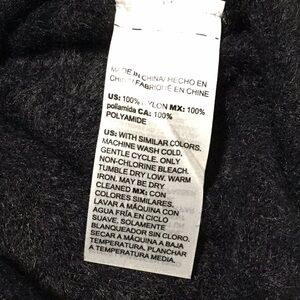 MADE IN CHINA/ HECHO EN
CHINA/FABRIQUÉ EN CHINE
US: 100% NYLON MX: 100%
poliamida CA: 100%
POLYAMIDE
US: WITH SIMILAR COLORS.
MACHINE WASH COLD,
GENTLE CYCLE. ONLY
NON-CHLORINE BLEACH.
TUMBLE DRY LOW. WARM
IRON. MAY BE DRY
CLEANED MX: CON
COLORES SIMILARES.
LAVAR A MÁQUINA CON
AGUA FRÍA EN CICLO
SUAVE, SOLAMENTE
BLANQUEADOR SIN CLORO.
SECAR A MÁQUINA A BAJA
TEMPERATURA. PLANCHAR
A TEMPERATURA MEDIA.